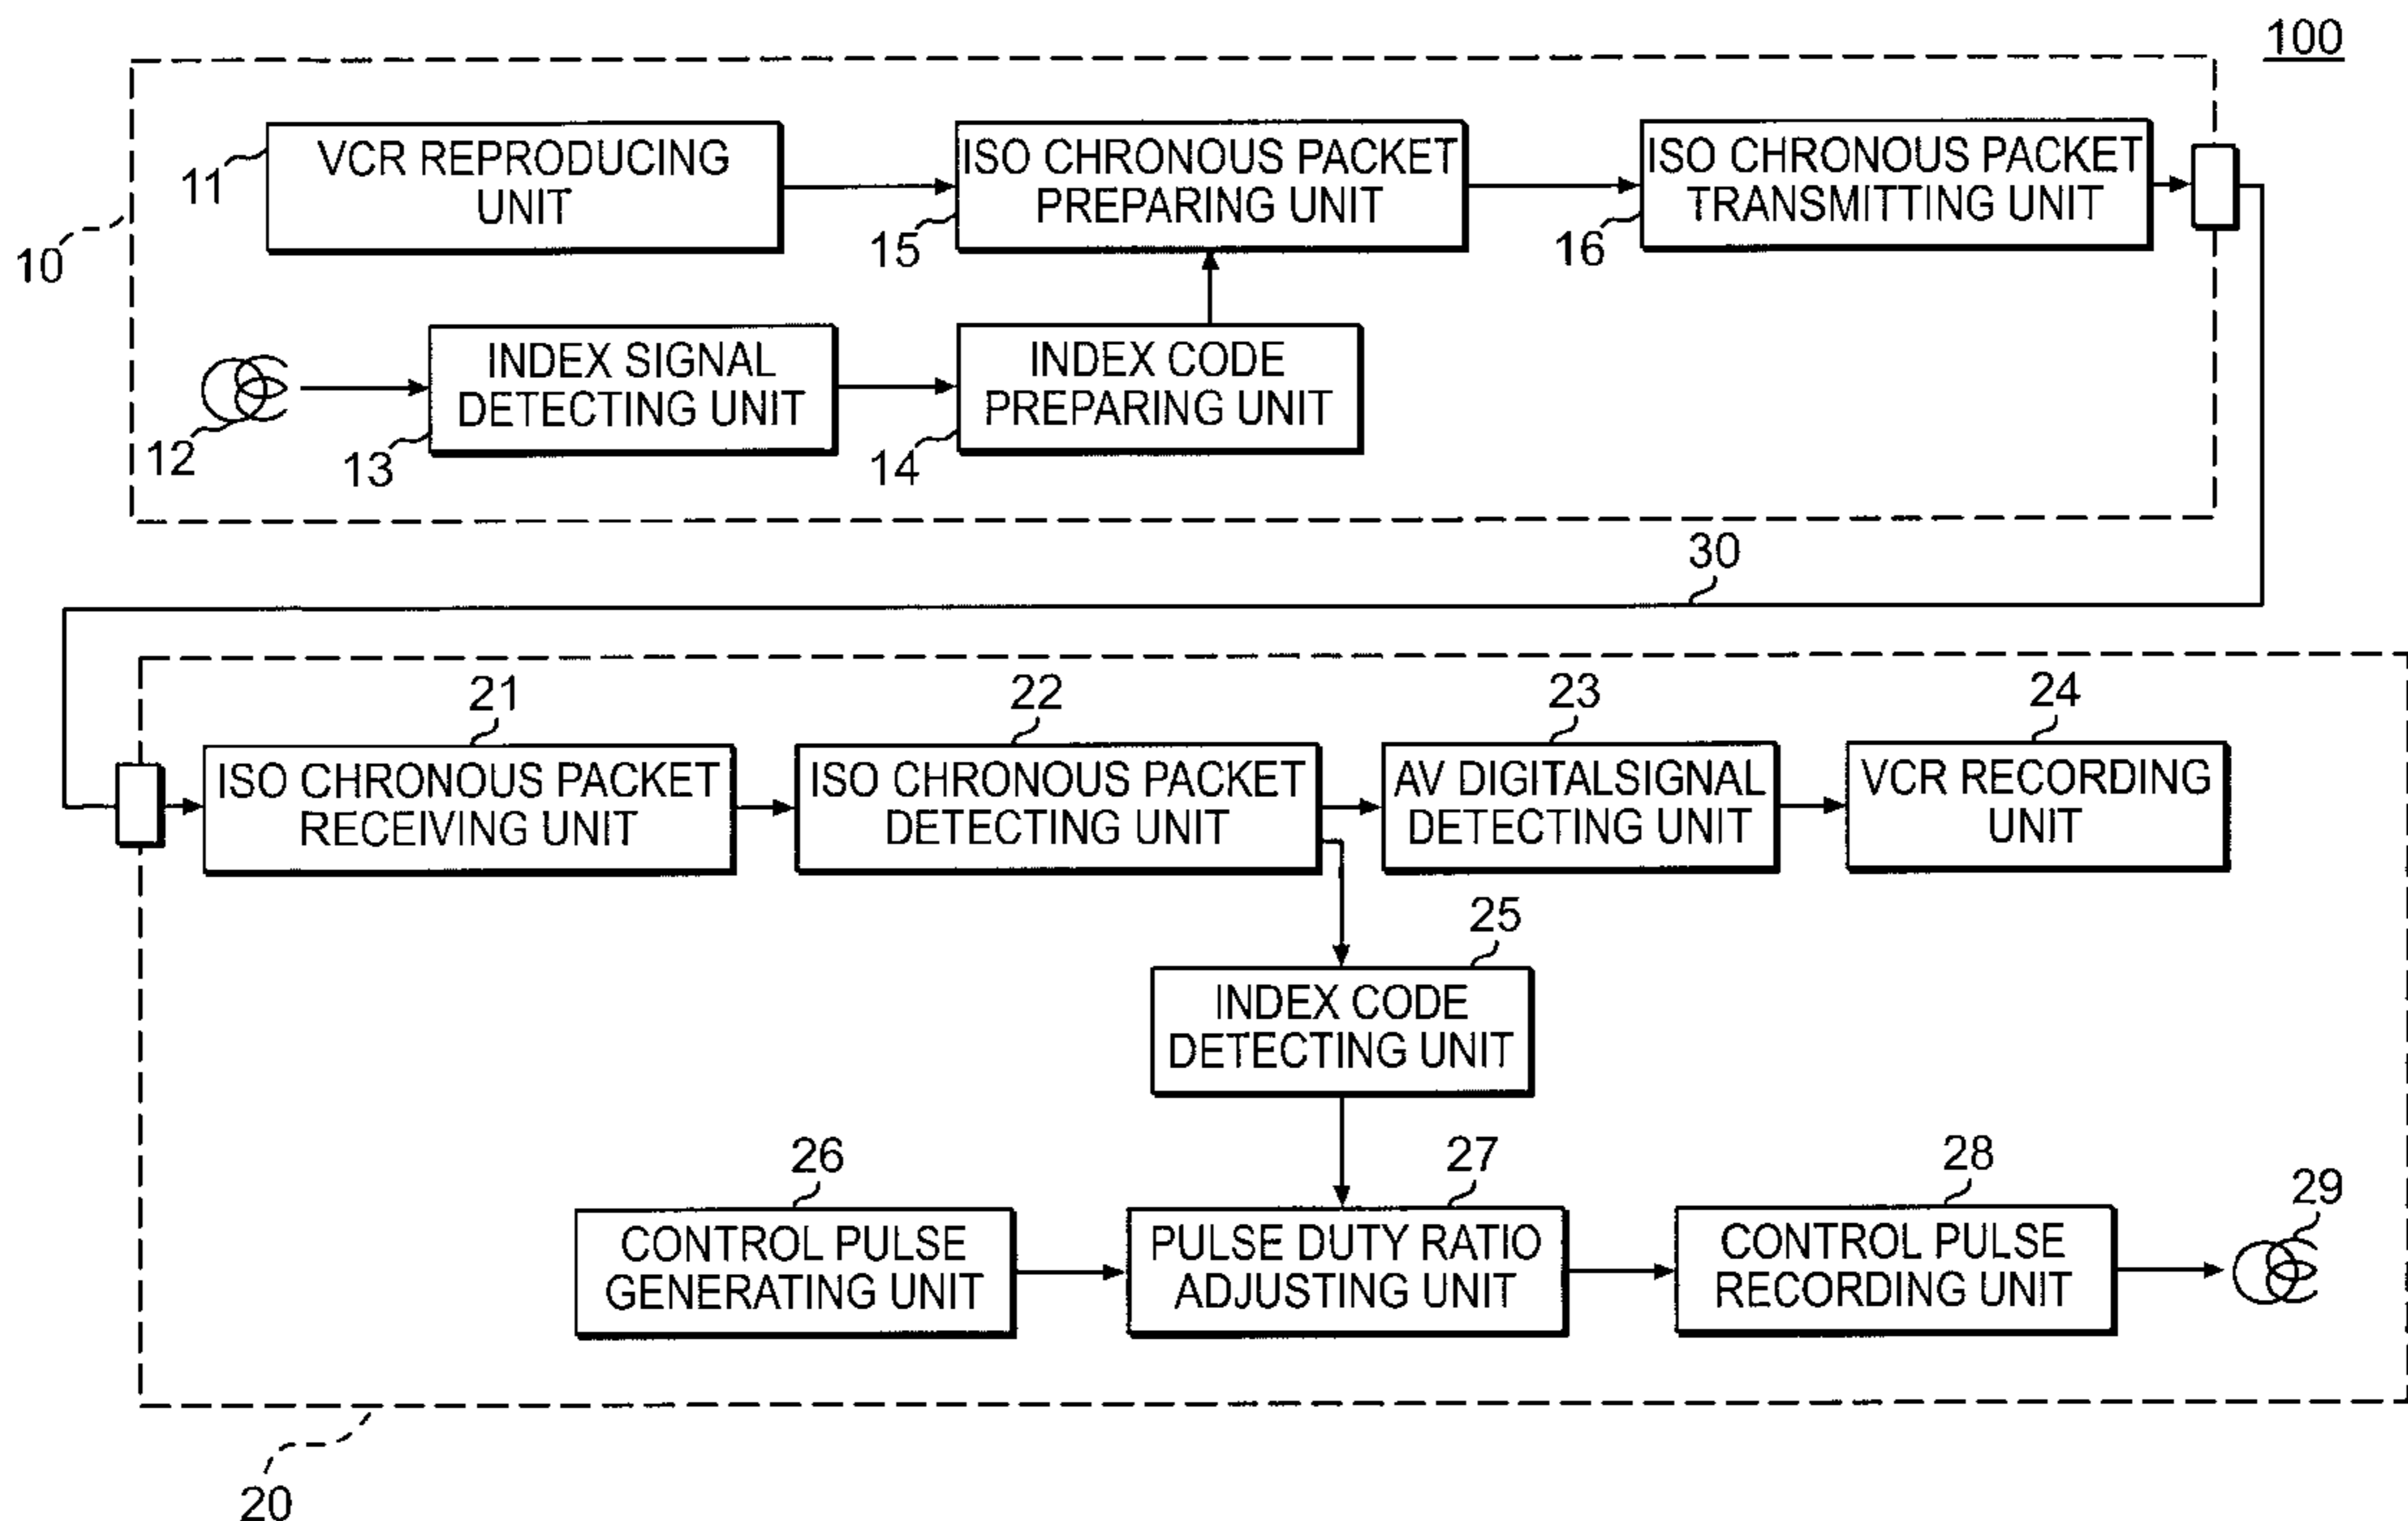 100
VCR REPRODUCING
UNIT
11
ISO CHRONOUS PACKET
PREPARING UNIT
15
ISO CHRONOUS PACKET
TRANSMITTING UNIT
16
10
12
INDEX SIGNAL
DETECTING UNIT
13
INDEX CODE
PREPARING UNIT
14
30
21
ISO CHRONOUS PACKET
RECEIVING UNIT
22
ISO CHRONOUS PACKET
DETECTING UNIT
23
AV DIGITALSIGNAL
DETECTING UNIT
24
VCR RECORDING
UNIT
25
INDEX CODE
DETECTING UNIT
26
CONTROL PULSE
GENERATING UNIT
27
PULSE DUTY RATIO
ADJUSTING UNIT
28
CONTROL PULSE
RECORDING UNIT
29
20